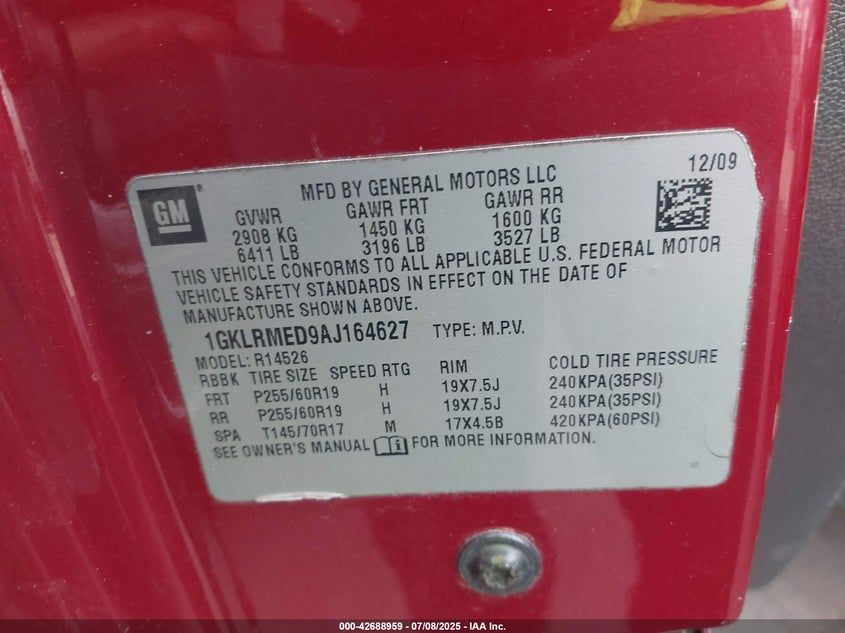 12/09
GM
®
MFD BY GENERAL MOTORS LLC
GVWR GAWR FRT GAWR RR
2908 KG 1450 KG 1600 KG
6411 LB 3196 LB 3527 LB
THIS VEHICLE CONFORMS TO ALL APPLICABLE U.S. FEDERAL MOTOR
VEHICLE SAFETY STANDARDS IN EFFECT ON THE DATE OF
MANUFACTURE SHOWN ABOVE.
1GKLRMED9AJ164627 TYPE: M.P.V.
MODEL: R14526
RBBK TIRE SIZE SPEED RTG RIM COLD TIRE PRESSURE
FRT P255/60R19 H 19X7.5J 240KPA(35PSI)
RR P255/60R19 H 19X7.5J 240KPA(35PSI)
SPA T145/70R17 M 17X4.5B 420KPA(60PSI)
SEE OWNER'S MANUAL i FOR MORE INFORMATION.
000-42688959 | 07/08/2025 - IAA Inc.